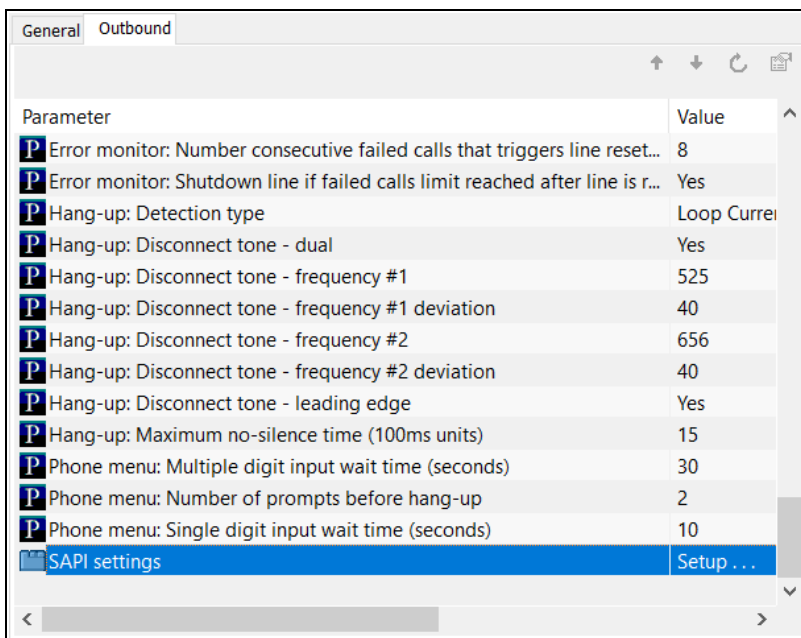 General Outbound
Parameter Value
Error monitor: Number consecutive failed calls that triggers line reset... 8
Error monitor: Shutdown line if failed calls limit reached after line is r... Yes
Hang-up: Detection type Loop Curre
Hang-up: Disconnect tone - dual Yes
Hang-up: Disconnect tone - frequency #1 525
Hang-up: Disconnect tone - frequency #1 deviation 40
Hang-up: Disconnect tone - frequency #2 656
Hang-up: Disconnect tone - frequency #2 deviation 40
Hang-up: Disconnect tone - leading edge Yes
Hang-up: Maximum no-silence time (100ms units) 15
Phone menu: Multiple digit input wait time (seconds) 30
Phone menu: Number of prompts before hang-up 2
Phone menu: Single digit input wait time (seconds) 10
SAPI settings Setup . . .